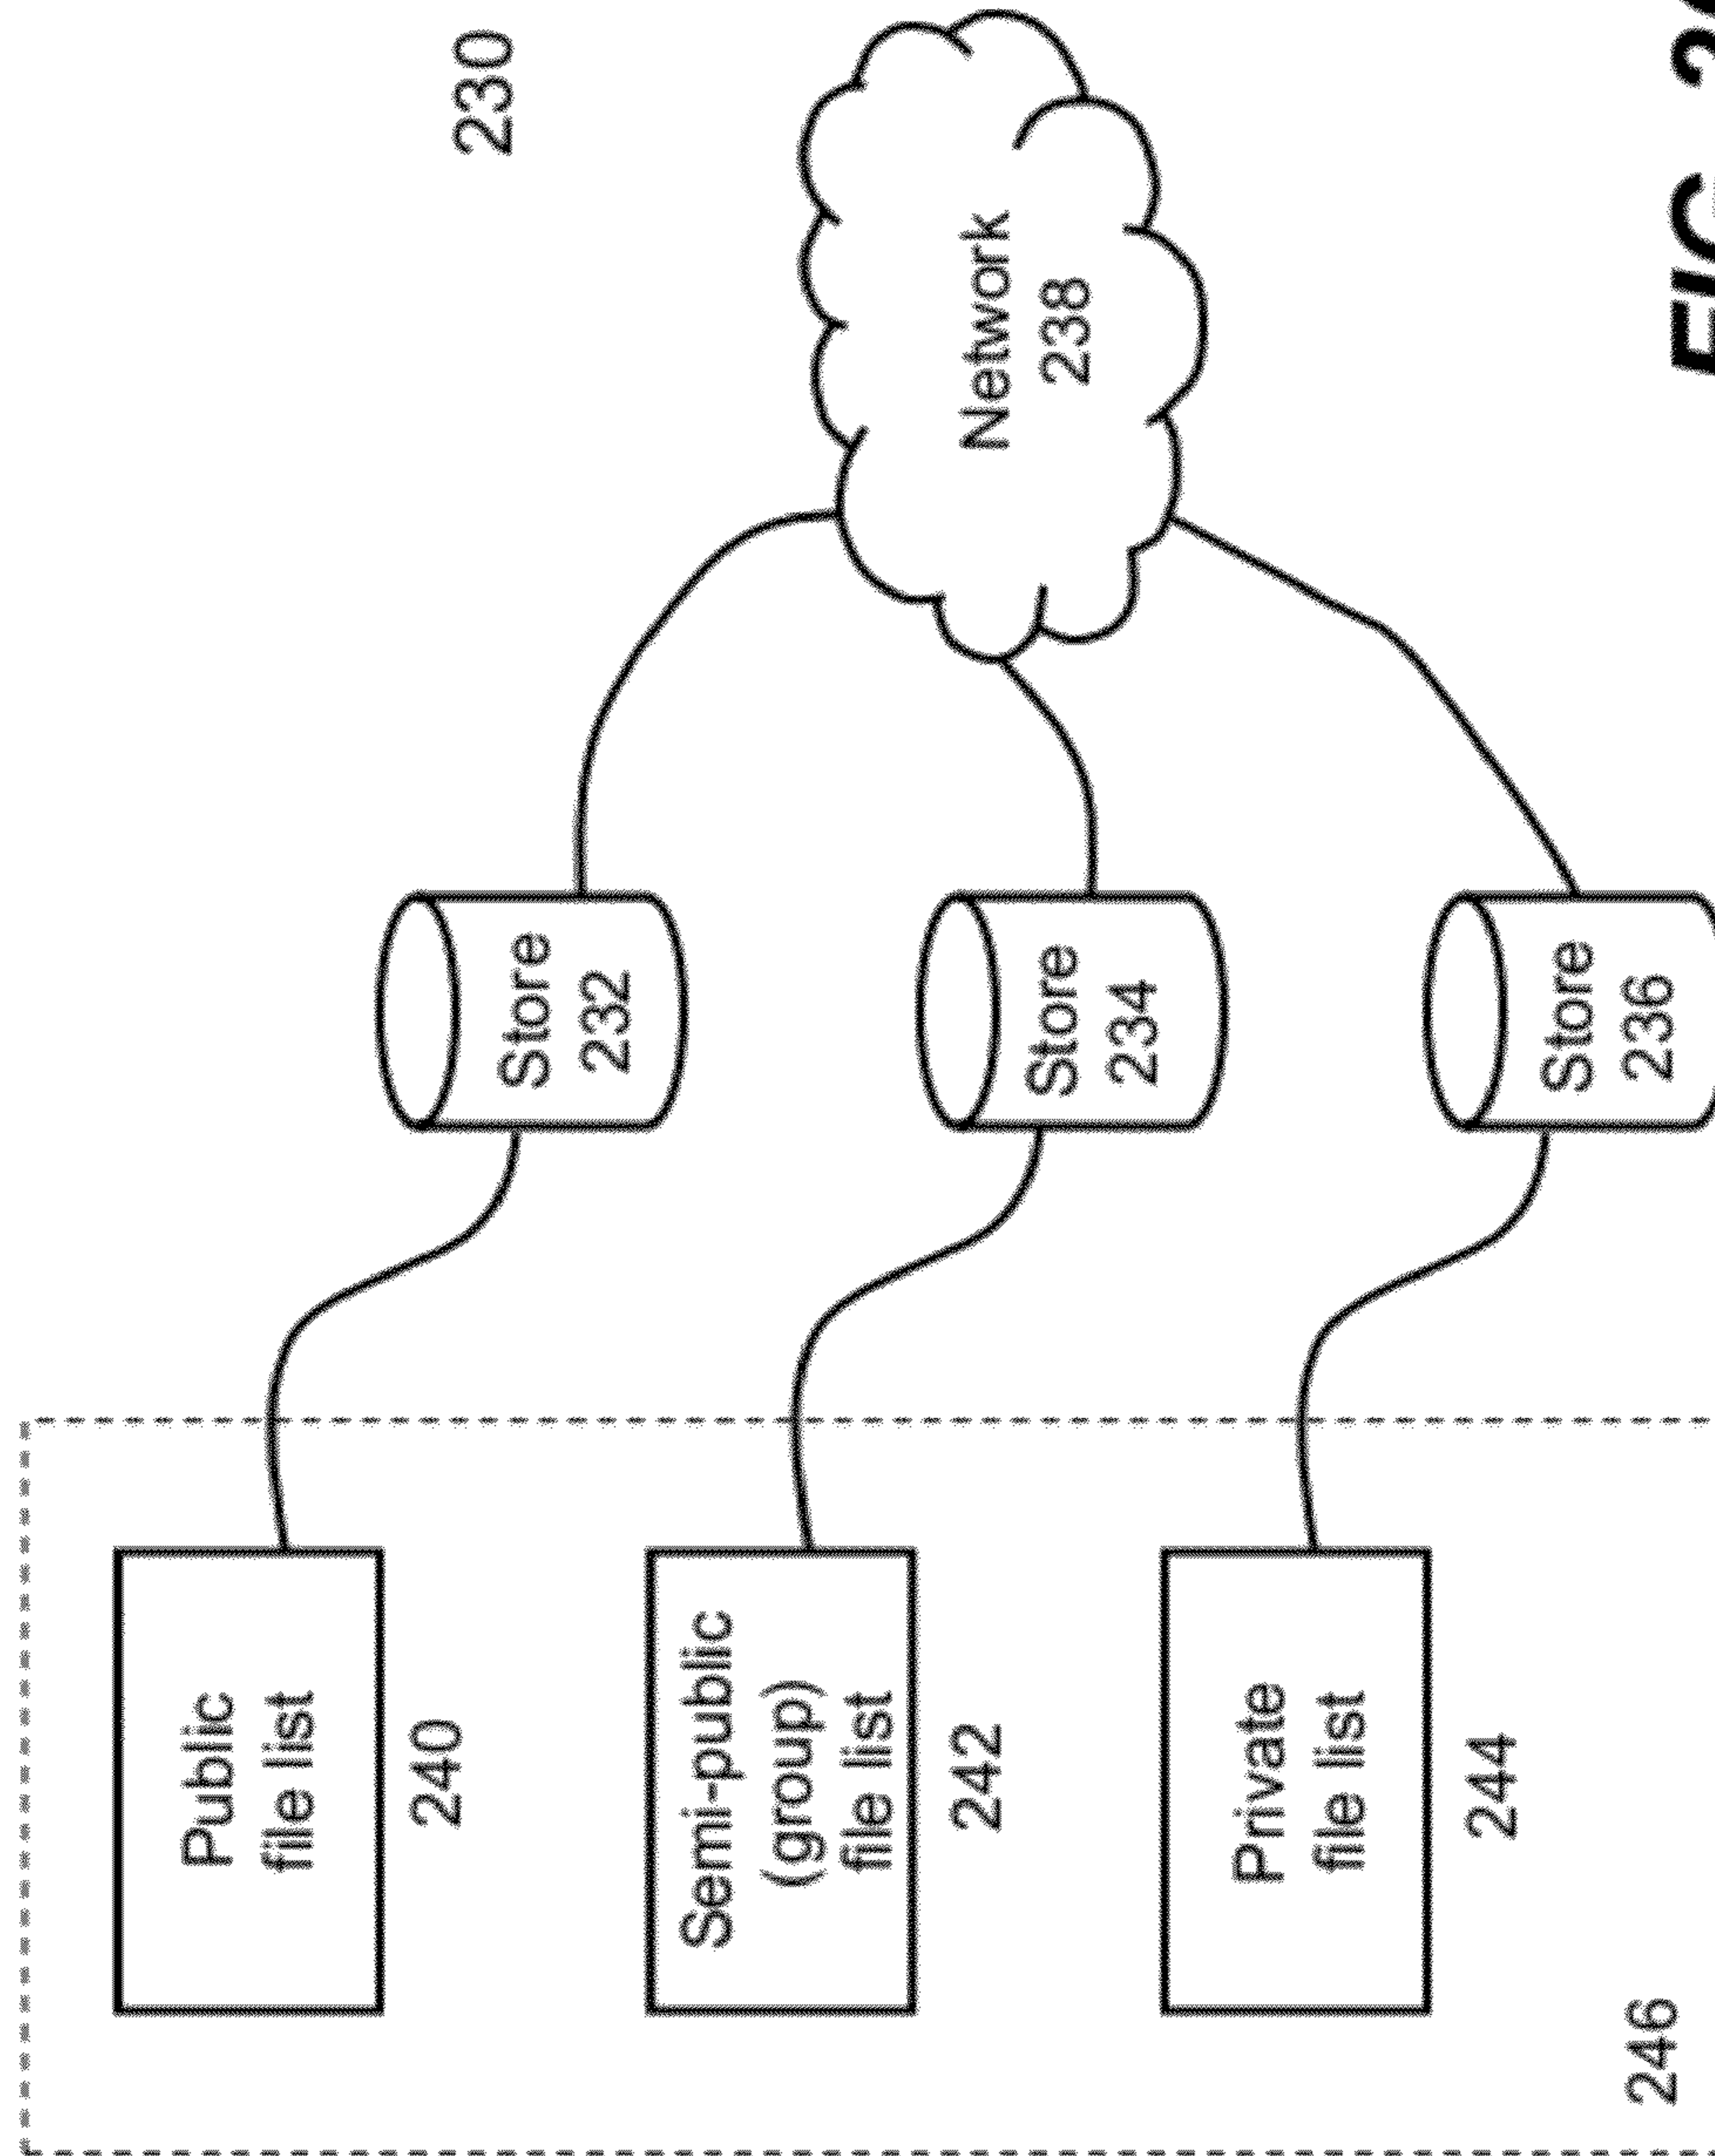 230
Public
file list
240
Store
232
Semi-public
(group)
file list
242
Store
234
Network
238
Private
file list
244
Store
236
246
FIG.